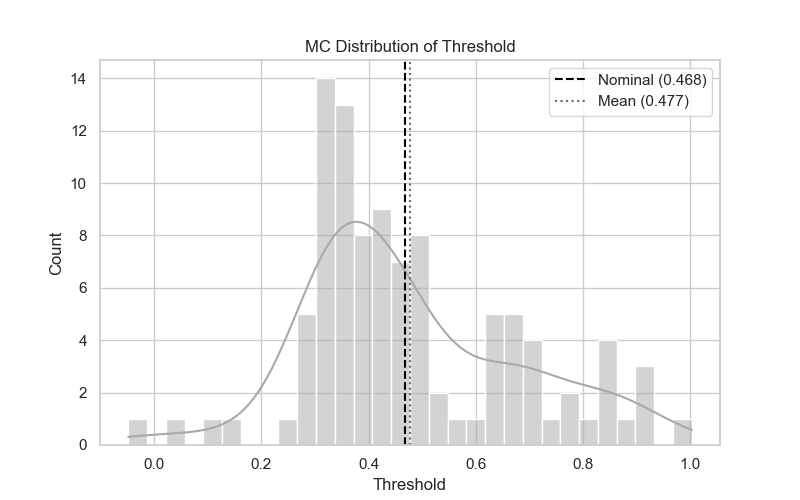 MC Distribution of Threshold
Nominal (0.468)
Mean (0.477)
14
12
10
8
6
4
2
0
Count
0.0 0.2 0.4 0.6 0.8 1.0
Threshold